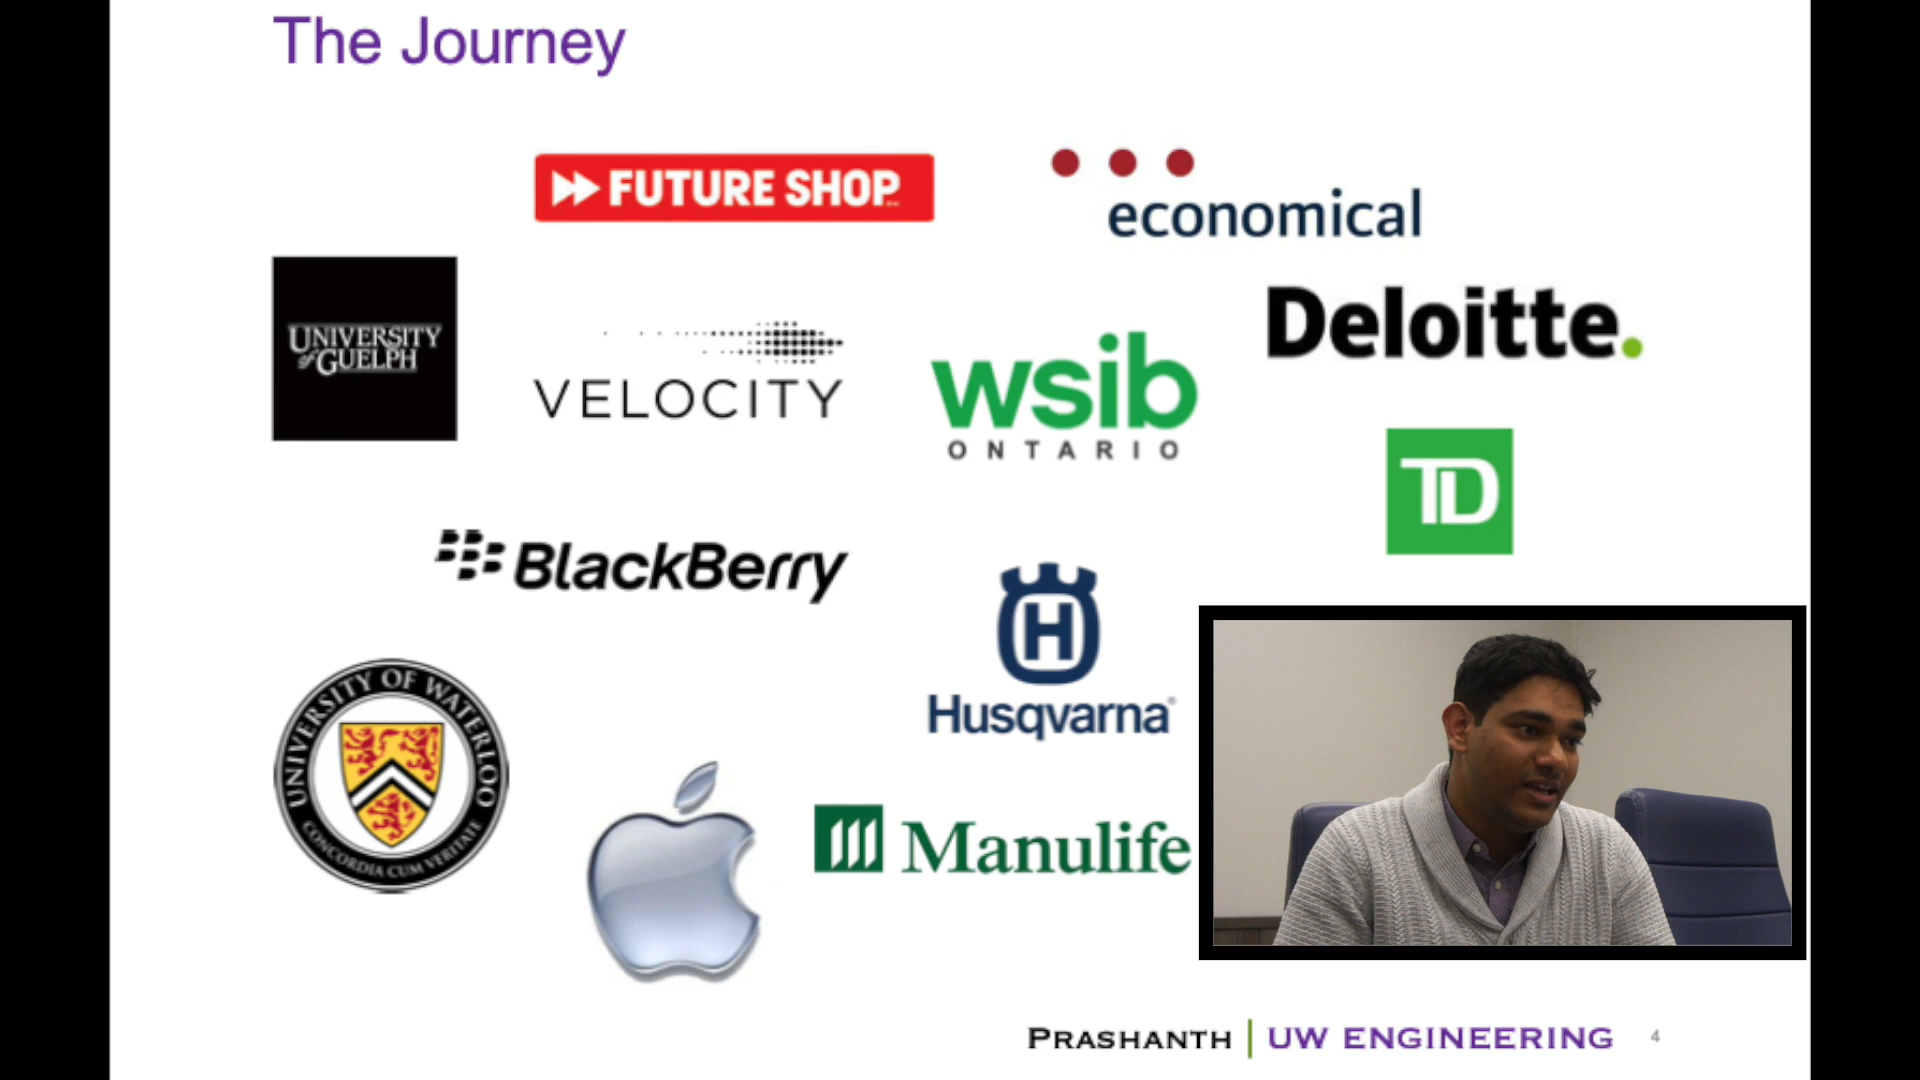 The Journey
FUTURE SHOP
economical
UNIVERSITY
of GUELPH
VELOCITY
wsib
ONTARIO
Deloitte.
TD
BlackBerry
H
Husqvarna
UNIVERSITY OF WATERLOO
CONCORDIA CUM VERITATE
Manulife
PRASHANTH | UW ENGINEERING 4